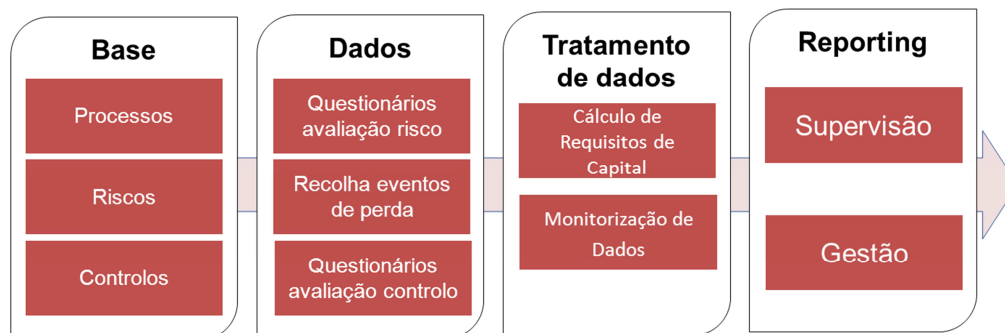 Base
Processos
Riscos
Controlos
Dados
Questionários
avaliação risco
Recolha eventos
de perda
Questionários
avaliação controlo
Tratamento
de dados
Cálculo de
Requisitos de
Capital
Monitorização de
Dados
Reporting
Supervisão
Gestão